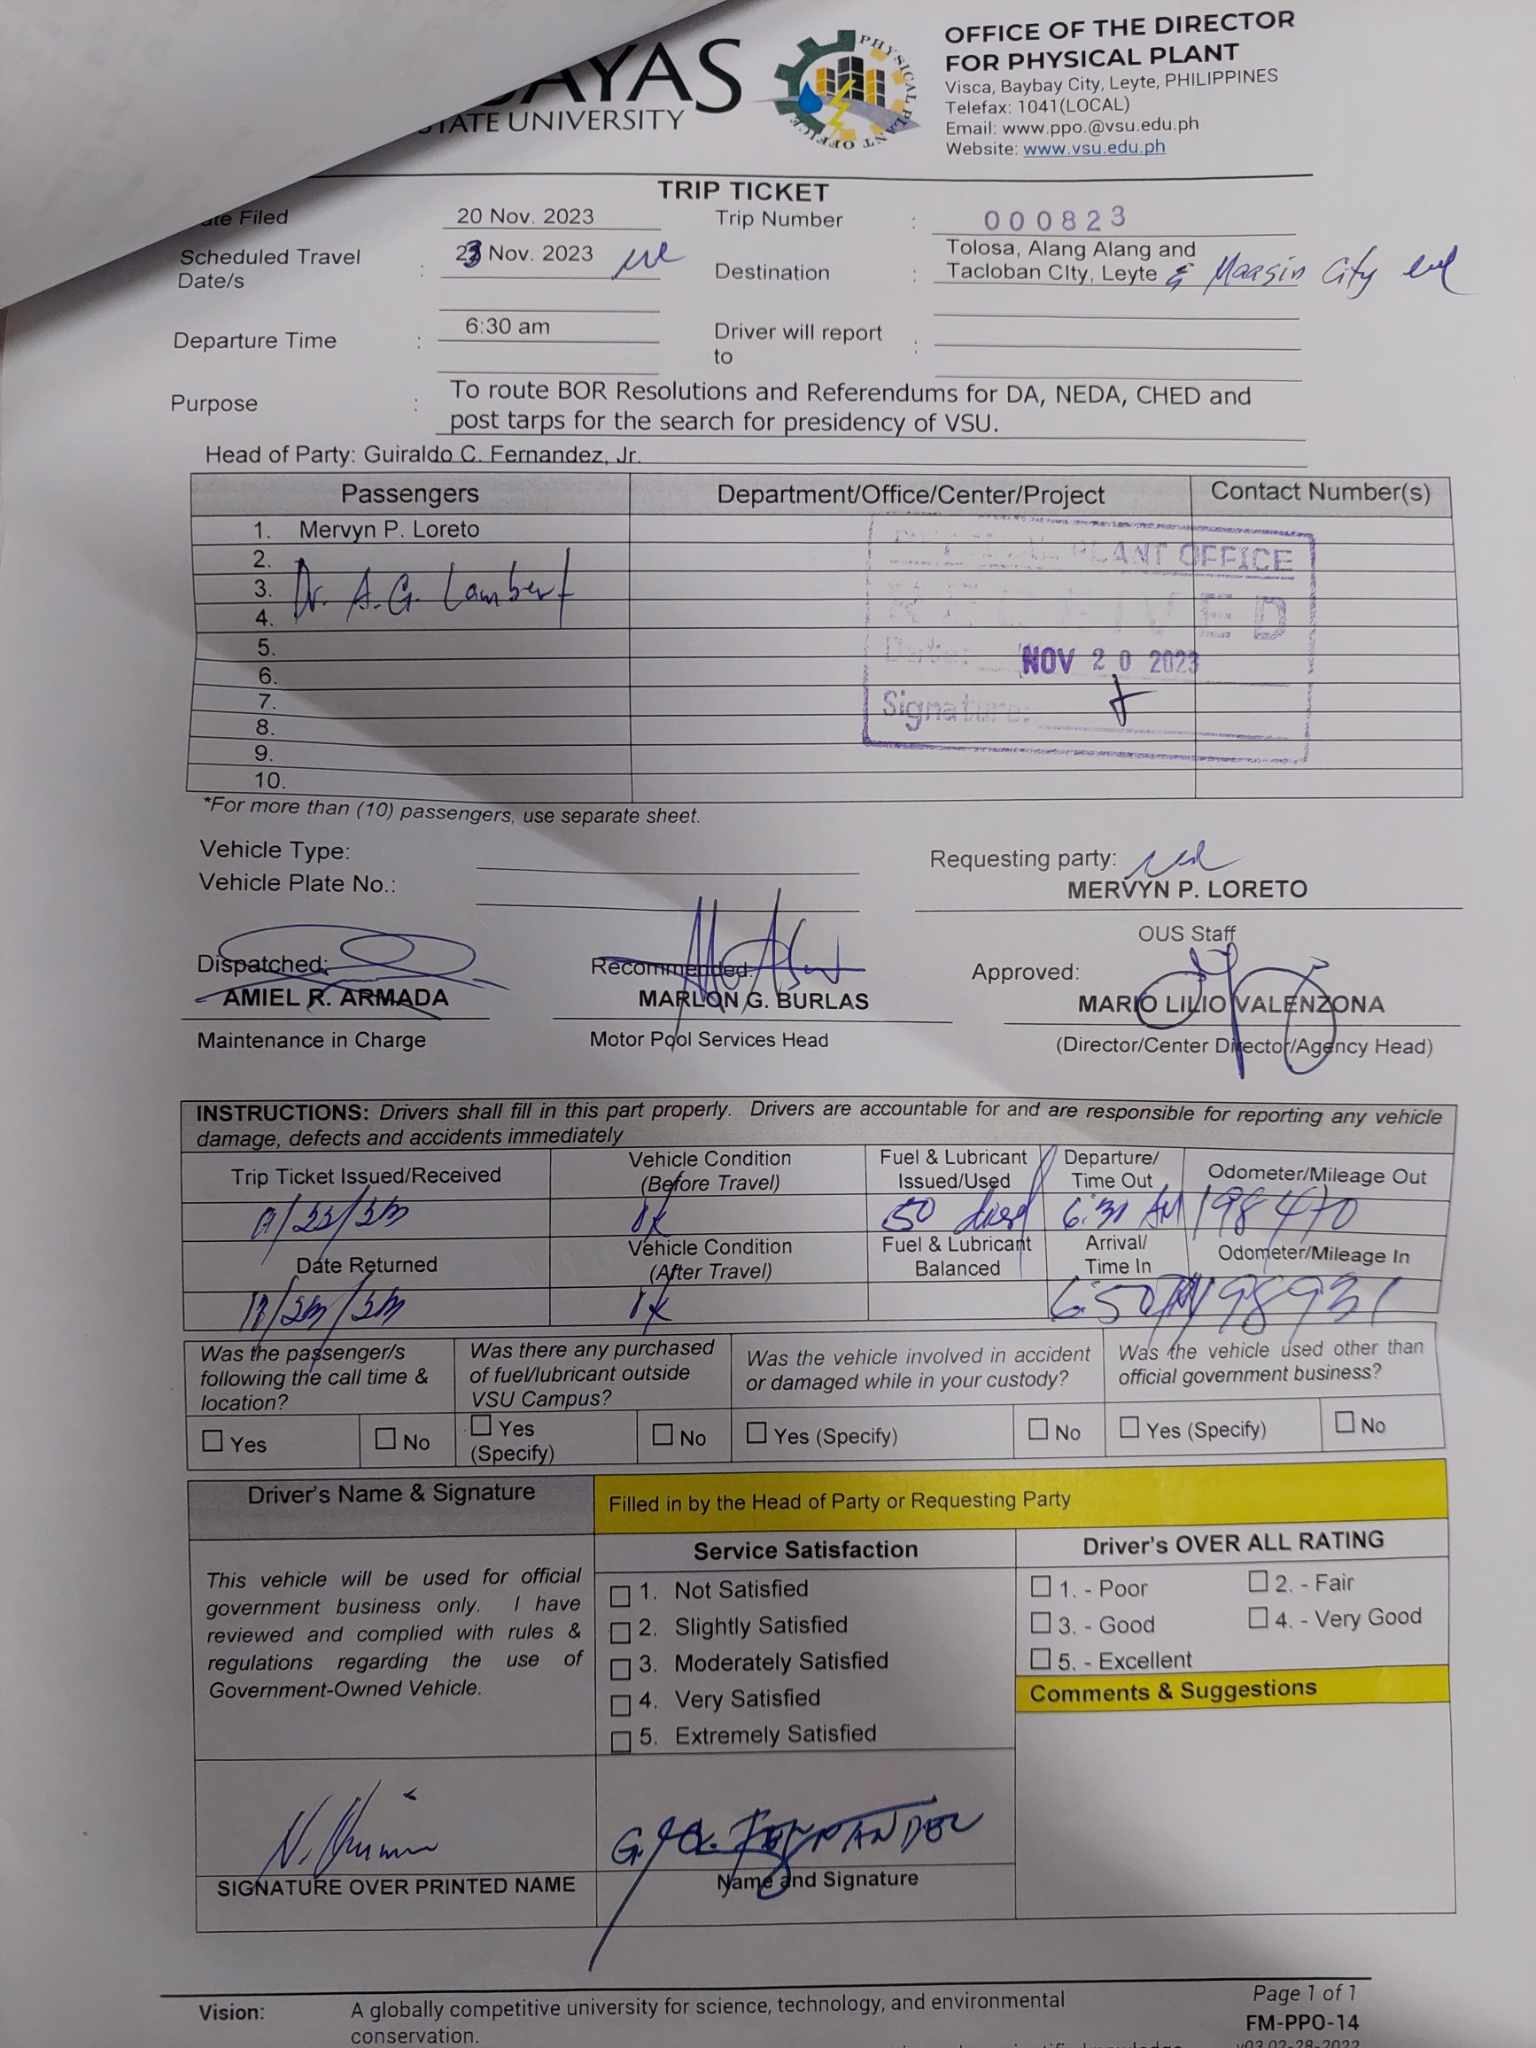 AYAS
STATE UNIVERSITY
PHYSICAL PLANT OFFICE
OFFICE OF THE DIRECTOR
FOR PHYSICAL PLANT
Visca, Baybay City, Leyte, PHILIPPINES
Telefax: 1041(LOCAL)
Email: www.ppo.@vsu.edu.ph
Website: www.vsu.edu.ph
TRIP TICKET
ate Filed 20 Nov. 2023 Trip Number : 000823
Scheduled Travel Date/s : 23 Nov. 2023 Destination : Tolosa, Alang Alang and
Tacloban CIty, Leyte & Maasin City
Departure Time : 6:30 am Driver will report to :
Purpose : To route BOR Resolutions and Referendums for DA, NEDA, CHED and
post tarps for the search for presidency of VSU.
Head of Party: Guiraldo C. Fernandez, Jr.
Passengers Department/Office/Center/Project Contact Number(s)
1. Mervyn P. Loreto
2.
3. Dr. A.G. Lambert
4.
5.
6.
7.
8.
9.
10.
PLANT OFFICE
RECEIVED
Date: NOV 20 2023
Signature:
*For more than (10) passengers, use separate sheet.
Vehicle Type:
Vehicle Plate No.:
Requesting party:
MERVYN P. LORETO
OUS Staff
Dispatched: Recommended: Approved:
AMIEL R. ARMADA MARLON G. BURLAS MARIO LILIO VALENZONA
Maintenance in Charge Motor Pool Services Head (Director/Center Director/Agency Head)
INSTRUCTIONS: Drivers shall fill in this part properly. Drivers are accountable for and are responsible for reporting any vehicle
damage, defects and accidents immediately
Trip Ticket Issued/Received Vehicle Condition (Before Travel) Fuel & Lubricant Issued/Used Departure/ Time Out Odometer/Mileage Out
ok 50 6:30 AM 198470
Date Returned Vehicle Condition (After Travel) Fuel & Lubricant Balanced Arrival/ Time In Odometer/Mileage In
ok 6:50 198931
Was the passenger/s following the call time & location? Was there any purchased of fuel/lubricant outside VSU Campus? Was the vehicle involved in accident or damaged while in your custody? Was the vehicle used other than official government business?
Yes No Yes (Specify) No Yes (Specify) No Yes (Specify) No
Driver's Name & Signature Filled in by the Head of Party or Requesting Party
Service Satisfaction Driver's OVER ALL RATING
This vehicle will be used for official
government business only. I have
reviewed and complied with rules &
regulations regarding the use of
Government-Owned Vehicle.
1. Not Satisfied
2. Slightly Satisfied
3. Moderately Satisfied
4. Very Satisfied
5. Extremely Satisfied
1. - Poor 2. - Fair
3. - Good 4. - Very Good
5. - Excellent
Comments & Suggestions
SIGNATURE OVER PRINTED NAME
G. FERNANDEZ
Name and Signature
Page 1 of 1
FM-PPO-14
v03 02-28-2022
Vision: A globally competitive university for science, technology, and environmental
conservation.